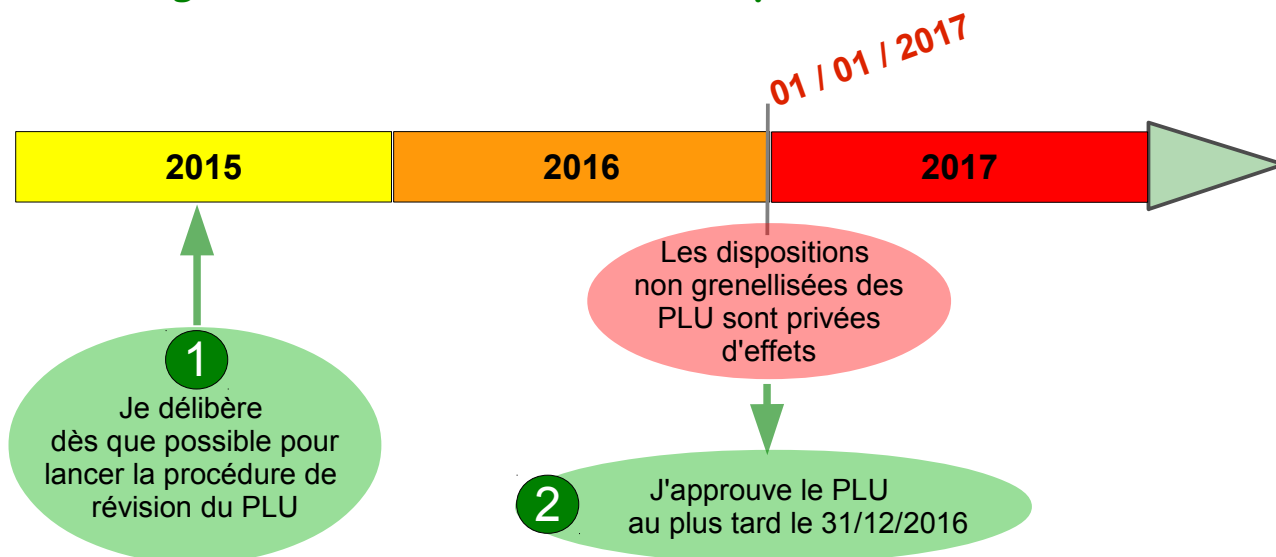 01 / 01 / 2017
2015
2016
2017
Les dispositions
non grenellisées des
PLU sont privées
d'effets
1
Je délibère
dès que possible pour
lancer la procédure de
révision du PLU
2
J'approuve le PLU
au plus tard le 31/12/2016